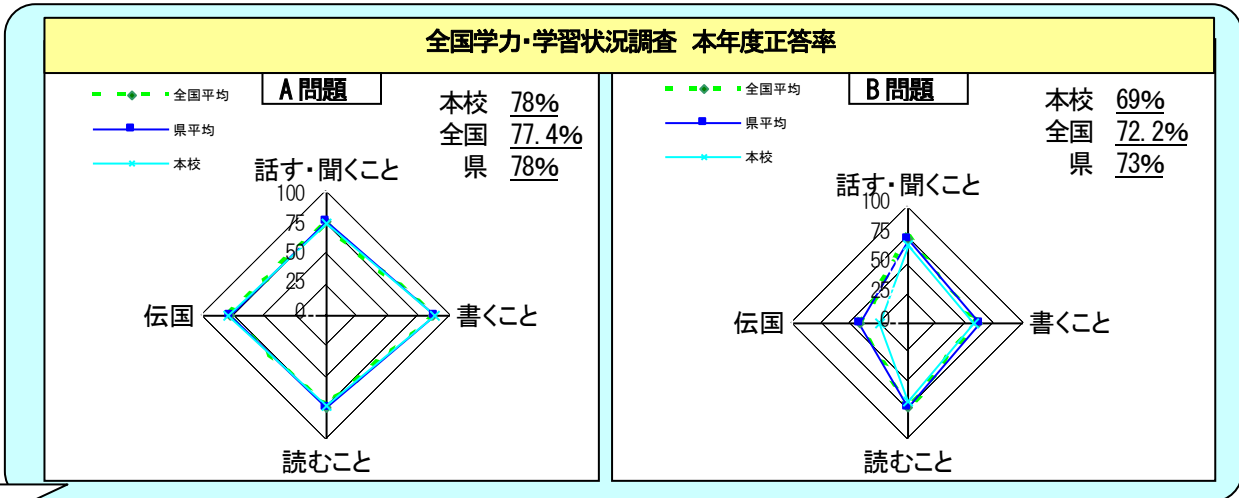 全国学力・学習状況調査 本年度正答率
A問題
全国平均
県平均
本校
本校 78%
全国 77.4%
県 78%
話す・聞くこと
100
75
50
25
0
伝国
書くこと
読むこと
B問題
全国平均
県平均
本校
本校 69%
全国 72.2%
県 73%
話す・聞くこと
100
75
50
25
0
伝国
書くこと
読むこと